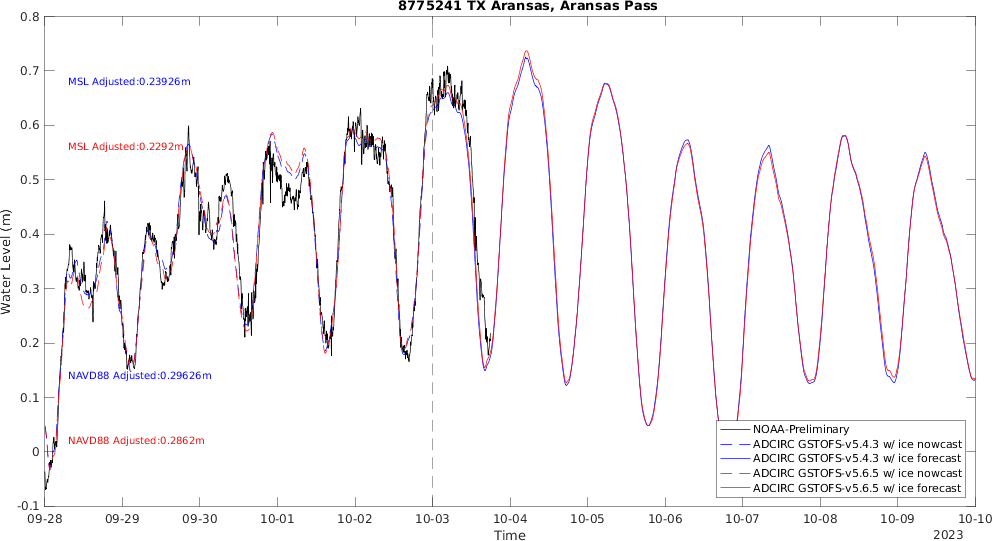 8775241 TX Aransas, Aransas Pass
0.8
0.7
0.6
0.5
0.4
0.3
0.2
0.1
0
-0.1
Water Level (m)
MSL Adjusted:0.23926m
MSL Adjusted:0.2292m
NAVD88 Adjusted:0.29626m
NAVD88 Adjusted:0.2862m
NOAA-Preliminary
ADCIRC GSTOFS-v5.4.3 w/ ice nowcast
ADCIRC GSTOFS-v5.4.3 w/ ice forecast
ADCIRC GSTOFS-v5.6.5 w/ ice nowcast
ADCIRC GSTOFS-v5.6.5 w/ ice forecast
09-28 09-29 09-30 10-01 10-02 10-03 10-04 10-05 10-06 10-07 10-08 10-09 10-10
Time
2023